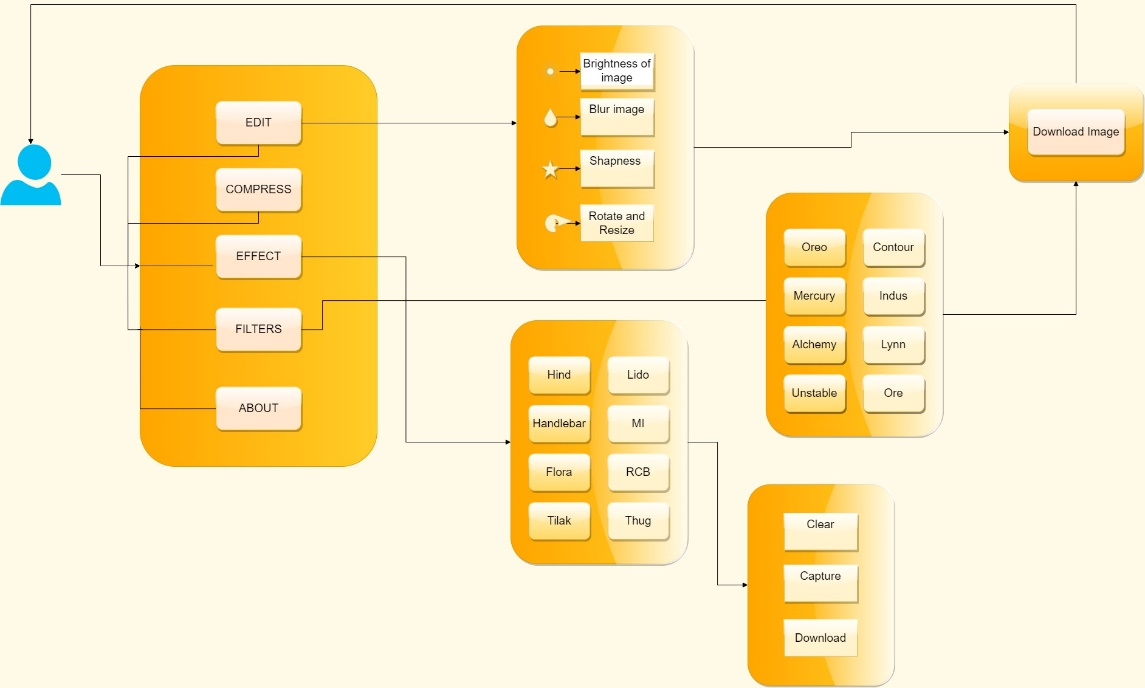 EDIT
COMPRESS
EFFECT
FILTERS
ABOUT
Brightness of
image
Blur image
Shapness
Rotate and
Resize
Download Image
Oreo
Contour
Mercury
Indus
Alchemy
Lynn
Unstable
Ore
Hind
Lido
Handlebar
MI
Flora
RCB
Tilak
Thug
Clear
Capture
Download